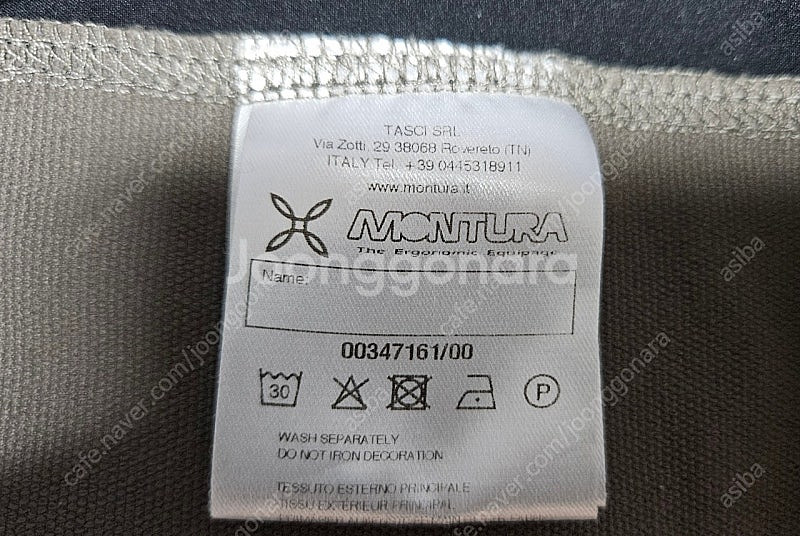 TASCI SRL
Via Zotti, 29 38068 Rovereto (TN)
ITALY Tel. +39 0445318911
www.montura.it
MONTURA
The Ergonomic Equipage
Name:
Joonggonara
00347161/00
30
P
WASH SEPARATELY
DO NOT IRON DECORATION
TESSUTO ESTERNO PRINCIPALE
TISSU EXTÉRIEUR PRINCIPAL
cafe.naver.com/joonggonara
asiba